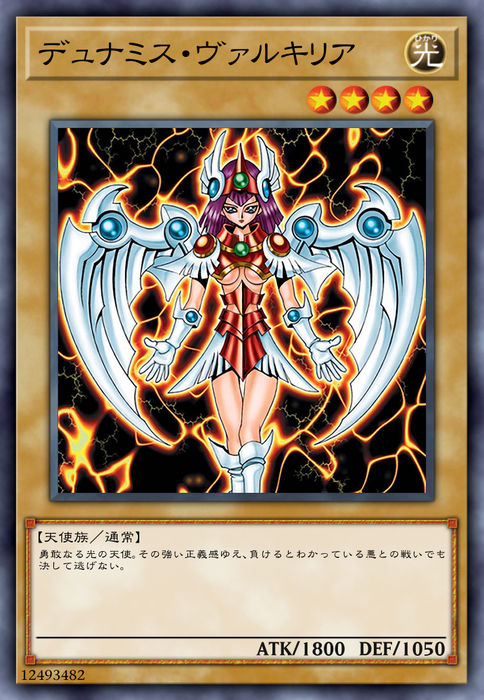 デュナミス・ヴァルキリア
ひかり
光
【天使族／通常】
勇敢なる光の天使。その強い正義感ゆえ、負けるとわかっている悪との戦いでも
決して逃げない。
ATK/1800 DEF/1050
12493482